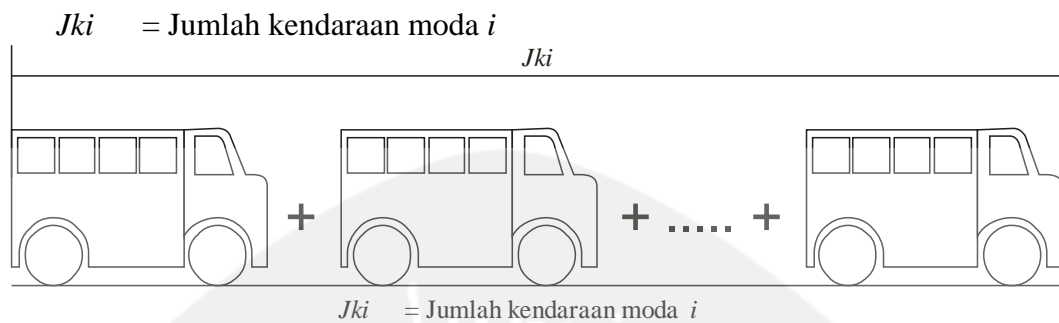 Jki = Jumlah kendaraan moda i
Jki
+ + ..... +
Jki = Jumlah kendaraan moda i